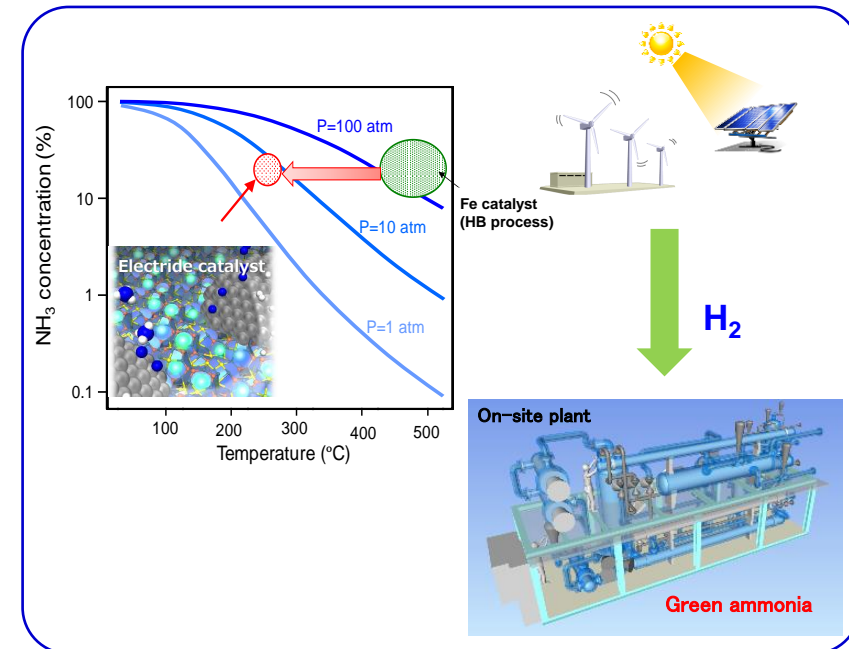 NH₃ concentration (%)
100
10
1
0.1
P=100 atm
P=10 atm
P=1 atm
Electride catalyst
Fe catalyst
(HB process)
100 200 300 400 500
Temperature (°C)
H₂
On-site plant
Green ammonia